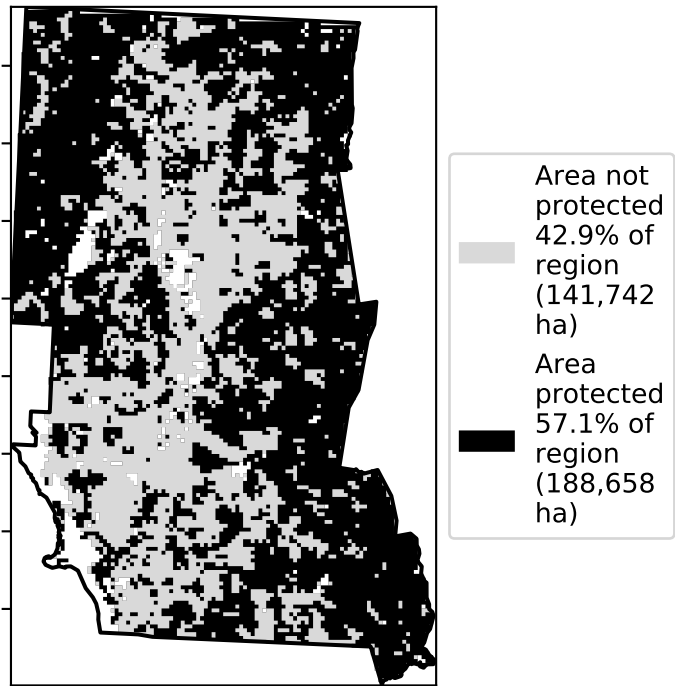 Area not
protected
42.9% of
region
(141,742
ha)
Area
protected
57.1% of
region
(188,658
ha)